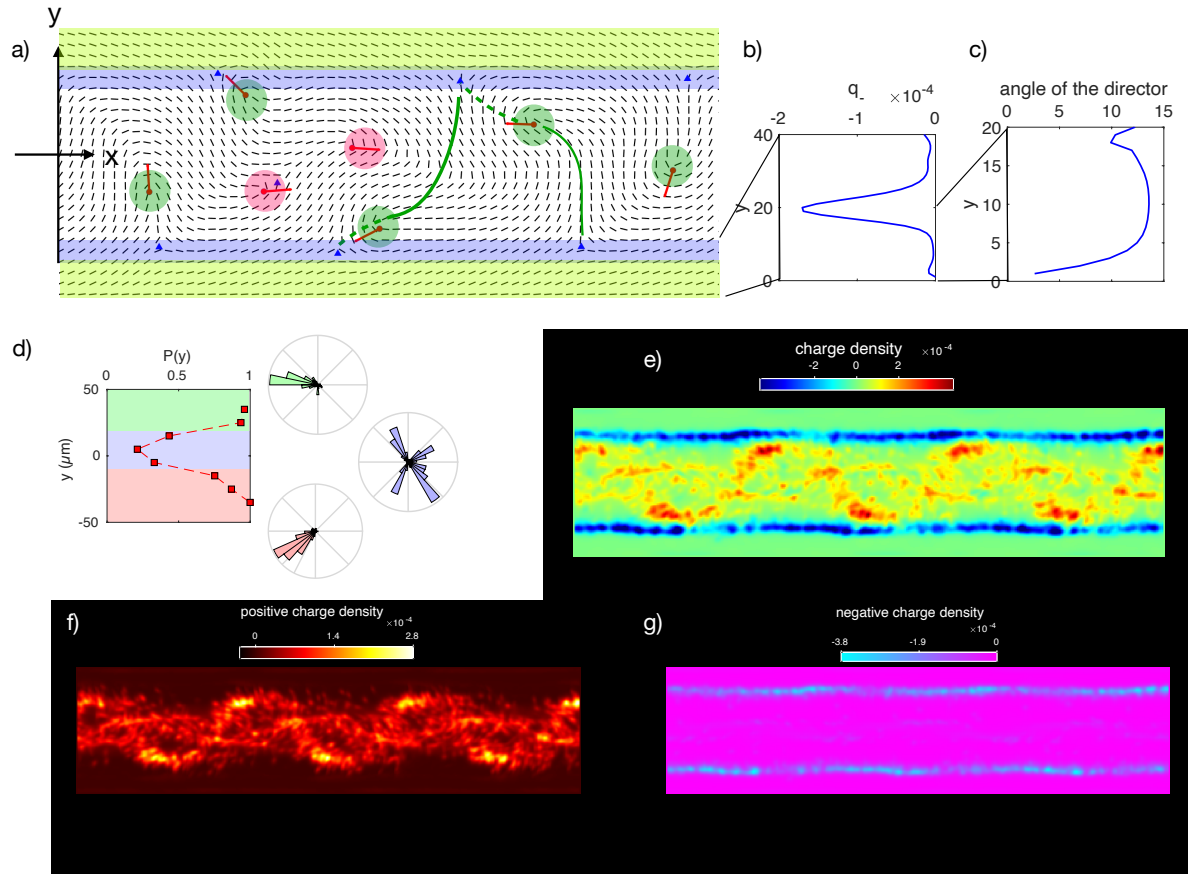 y
a)
x
b)
q-
×10⁻⁴
-2
-1
0
40
20
0
y
c)
angle of the director
0
5
10
15
20
15
10
5
0
y
d)
P(y)
0
0.5
1
50
0
-50
y (µm)
e)
charge density
×10⁻⁴
-2
0
2
f)
positive charge density
×10⁻⁴
0
1.4
2.8
g)
negative charge density
×10⁻⁴
-3.8
-1.9
0